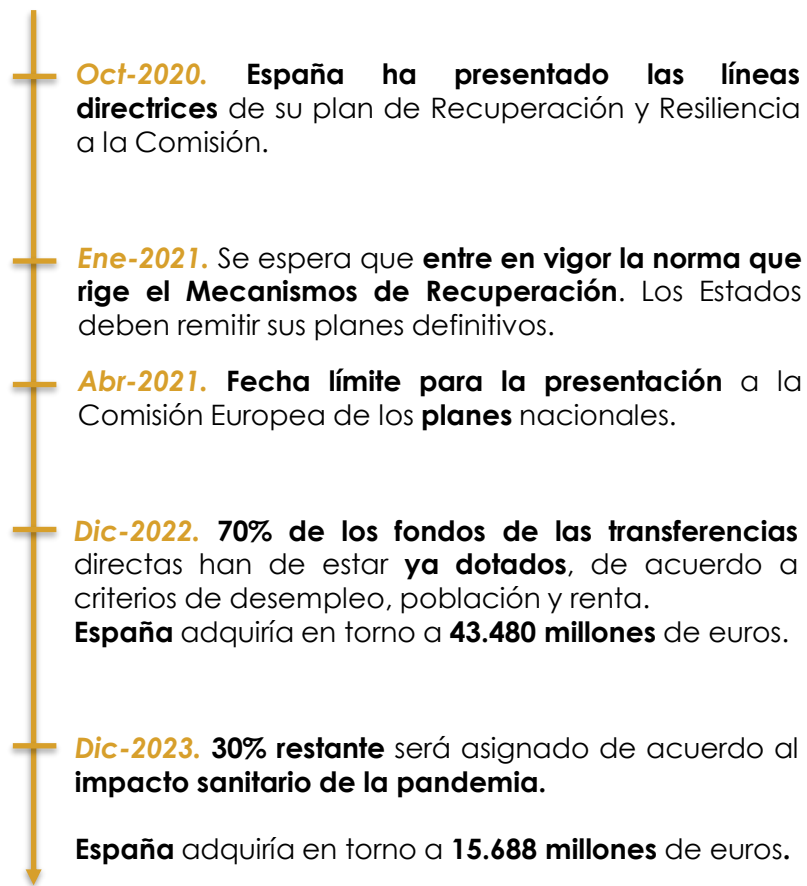 Oct-2020. España ha presentado las líneas
directrices de su plan de Recuperación y Resiliencia
a la Comisión.
Ene-2021. Se espera que entre en vigor la norma que
rige el Mecanismos de Recuperación. Los Estados
deben remitir sus planes definitivos.
Abr-2021. Fecha límite para la presentación a la
Comisión Europea de los planes nacionales.
Dic-2022. 70% de los fondos de las transferencias
directas han de estar ya dotados, de acuerdo a
criterios de desempleo, población y renta.
España adquiría en torno a 43.480 millones de euros.
Dic-2023. 30% restante será asignado de acuerdo al
impacto sanitario de la pandemia.
España adquiría en torno a 15.688 millones de euros.